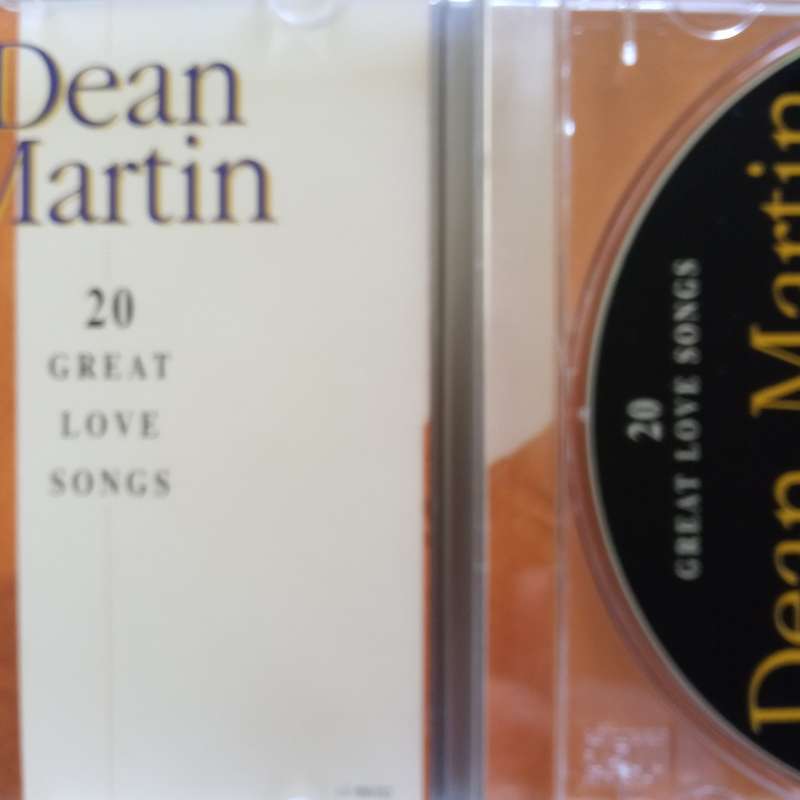 Dean
Martin
20
GREAT
LOVE
SONGS
20
GREAT LOVE SONGS
Dean Martin